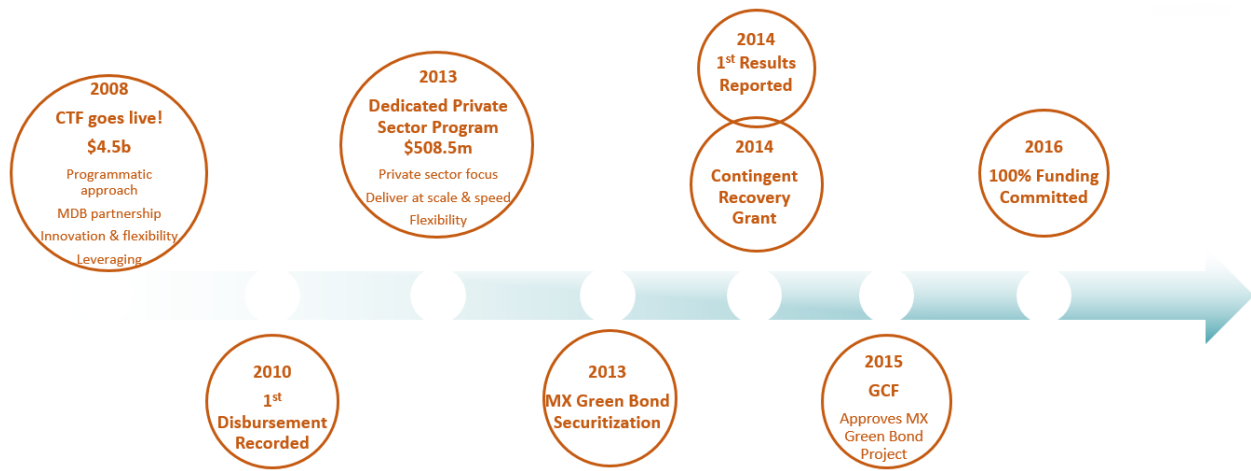 2008
CTF goes live!
$4.5b
Programmatic
approach
MDB partnership
Innovation & flexibility
Leveraging
2010
1st
Disbursement
Recorded
2013
Dedicated Private
Sector Program
$508.5m
Private sector focus
Deliver at scale & speed
Flexibility
2013
MX Green Bond
Securitization
2014
1st Results
Reported
2014
Contingent
Recovery
Grant
2015
GCF
Approves MX
Green Bond
Project
2016
100% Funding
Committed